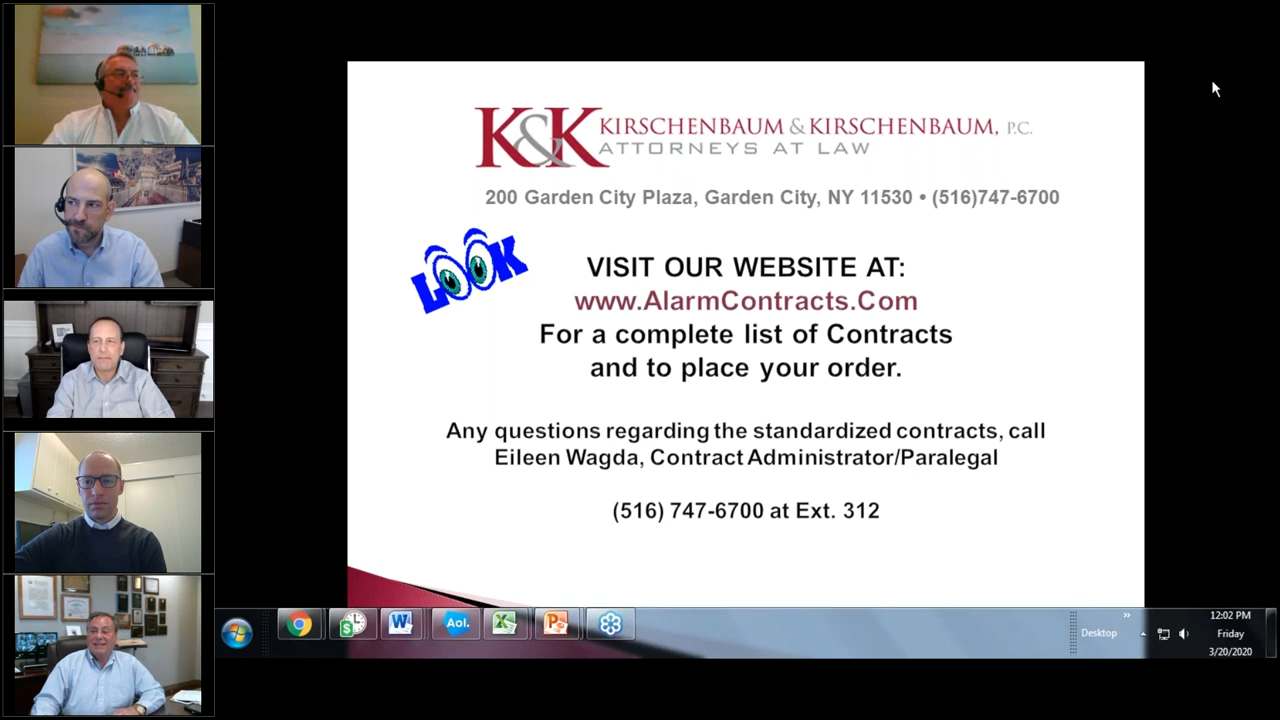 K&K KIRSCHENBAUM & KIRSCHENBAUM, P.C.
ATTORNEYS AT LAW
200 Garden City Plaza, Garden City, NY 11530 • (516)747-6700
LOOK
VISIT OUR WEBSITE AT:
www.AlarmContracts.Com
For a complete list of Contracts
and to place your order.
Any questions regarding the standardized contracts, call
Eileen Wagda, Contract Administrator/Paralegal
(516) 747-6700 at Ext. 312
Aol.
Desktop
»
12:02 PM
Friday
3/20/2020